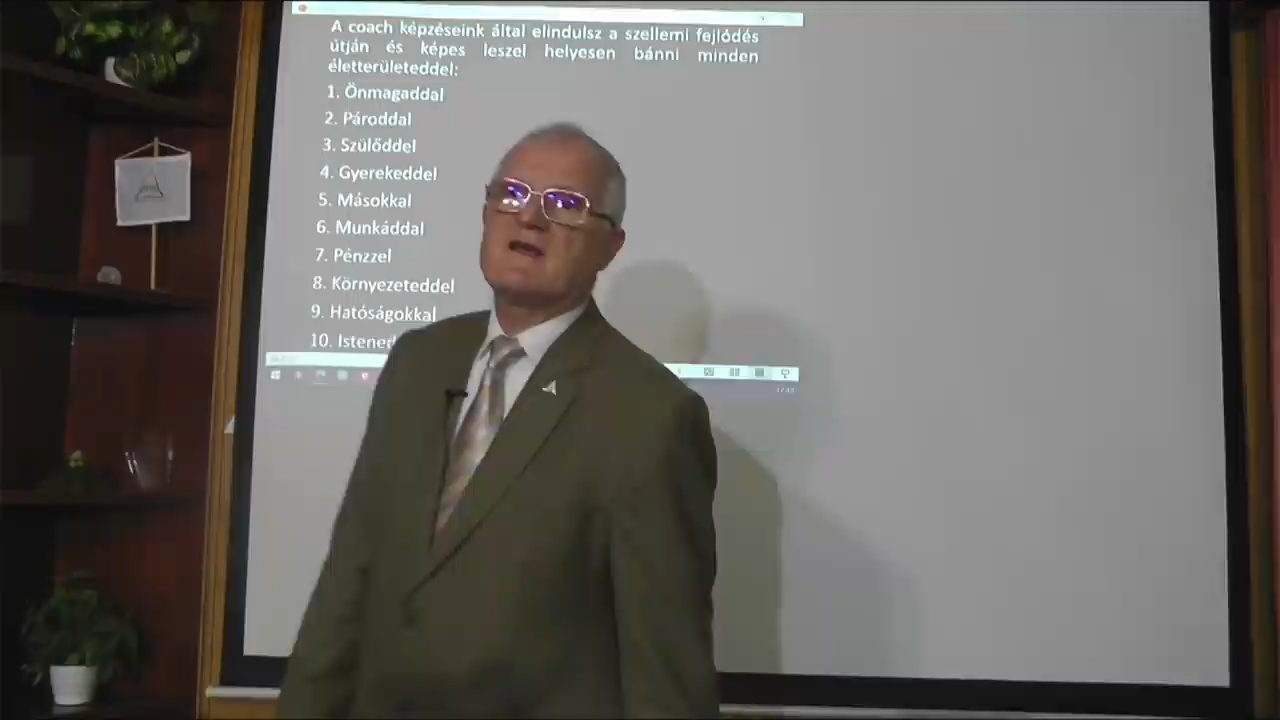 A coach képzéseink által elindulsz a szellemi fejlődés
útján és képes leszel helyesen bánni minden
életterületeddel:
1. Önmagaddal
2. Pároddal
3. Szülőddel
4. Gyerekeddel
5. Másokkal
6. Munkáddal
7. Pénzzel
8. Környezeteddel
9. Hatóságokkal
10.